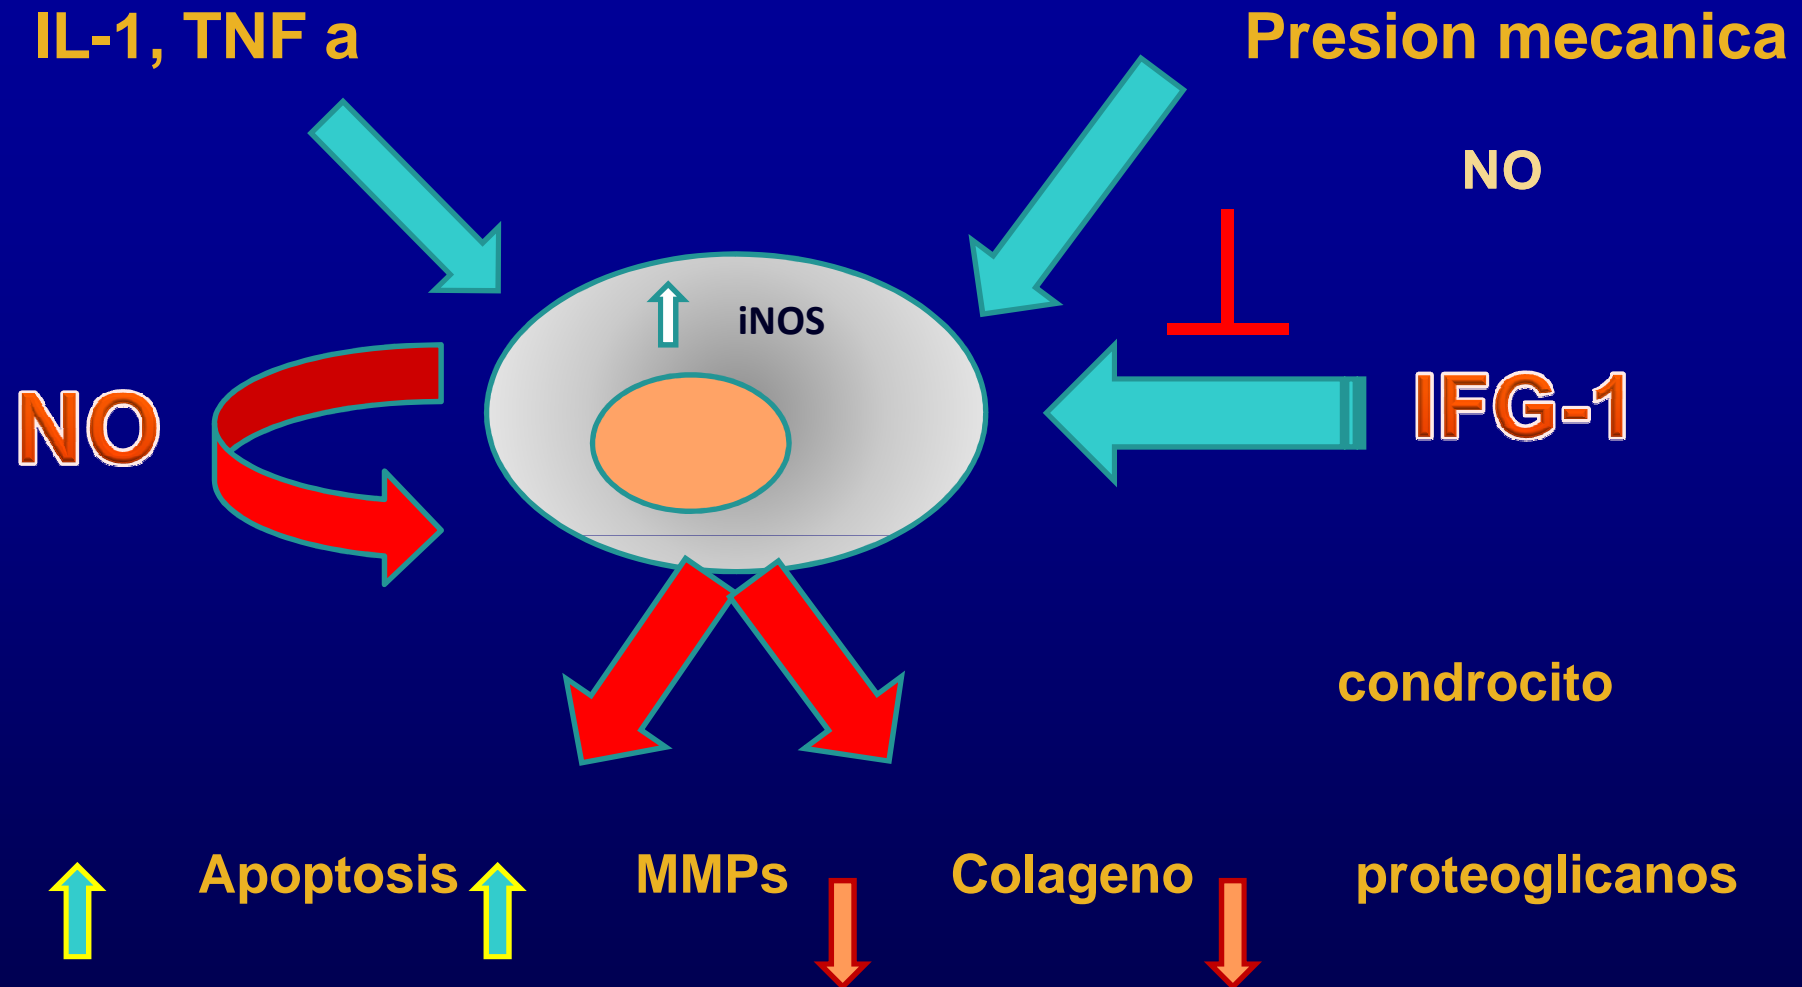 IL-1, TNF a
Presion mecanica
NO
iNOS
NO
IFG-1
condrocito
Apoptosis
MMPs
Colageno
proteoglicanos